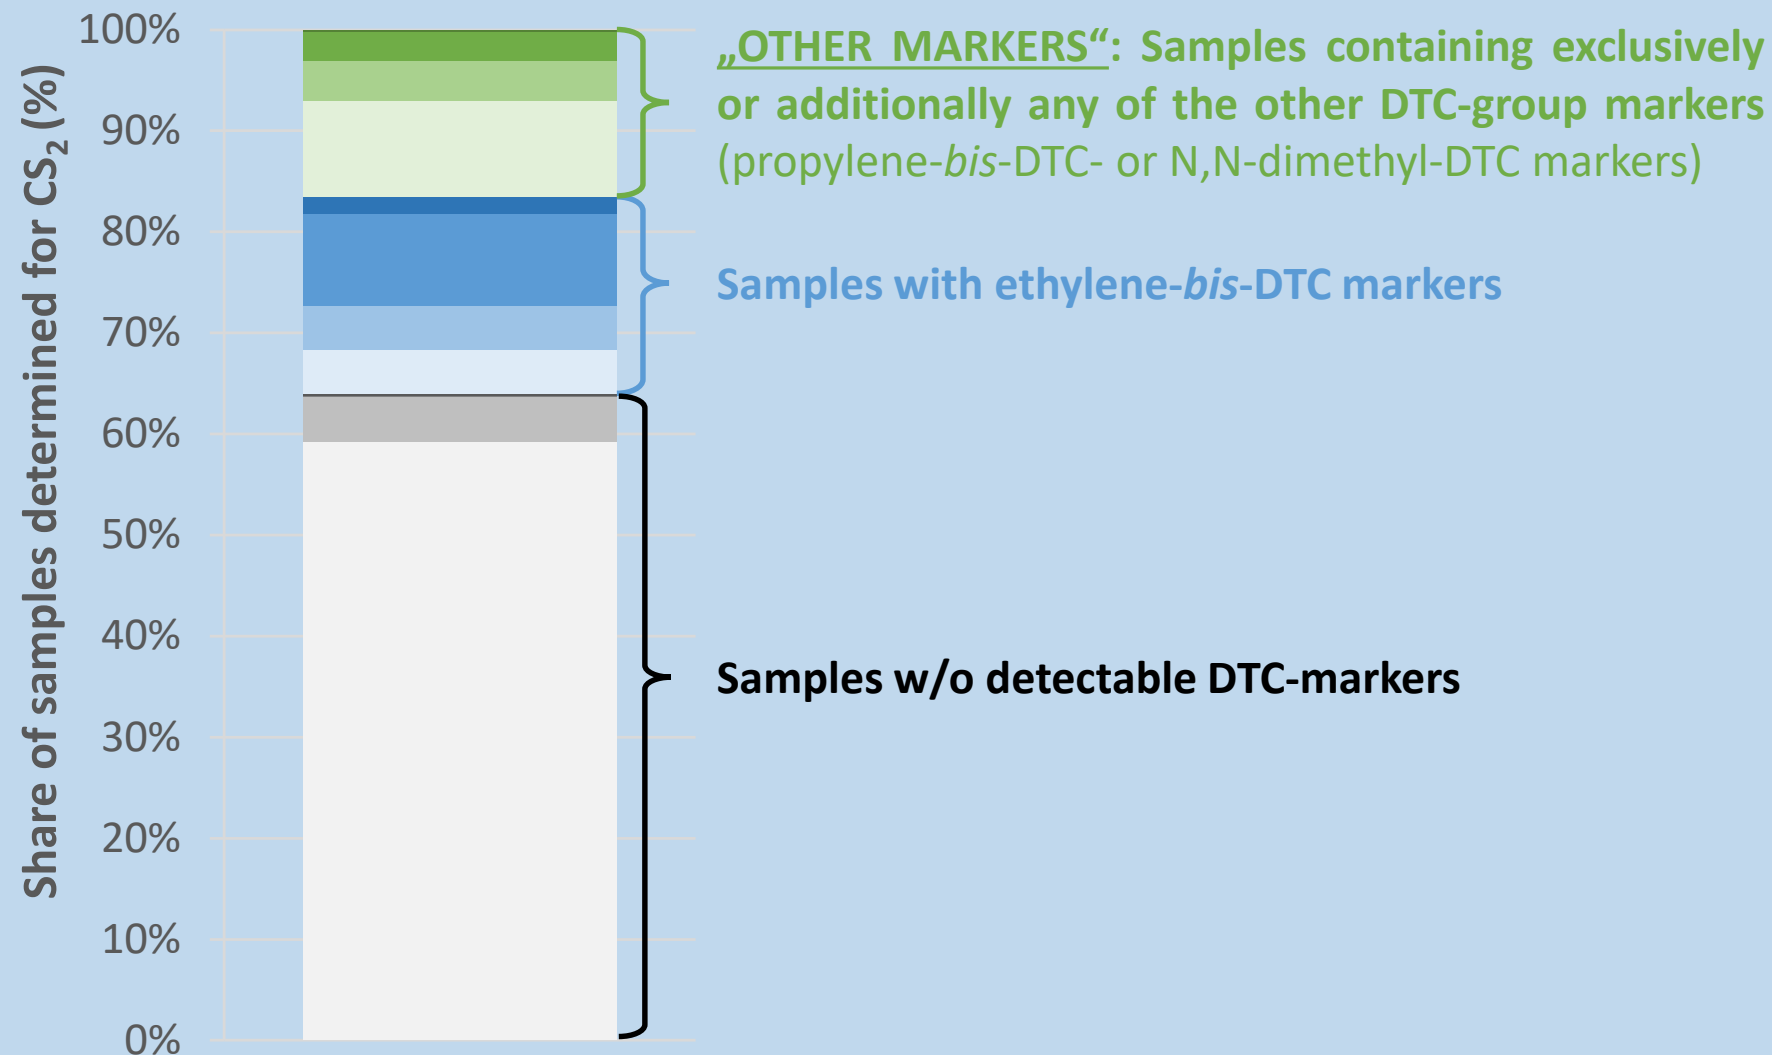 Share of samples determined for CS₂ (%)
100%
90%
80%
70%
60%
50%
40%
30%
20%
10%
0%
„OTHER MARKERS“: Samples containing exclusively
or additionally any of the other DTC-group markers
(propylene-bis-DTC- or N,N-dimethyl-DTC markers)
Samples with ethylene-bis-DTC markers
Samples w/o detectable DTC-markers